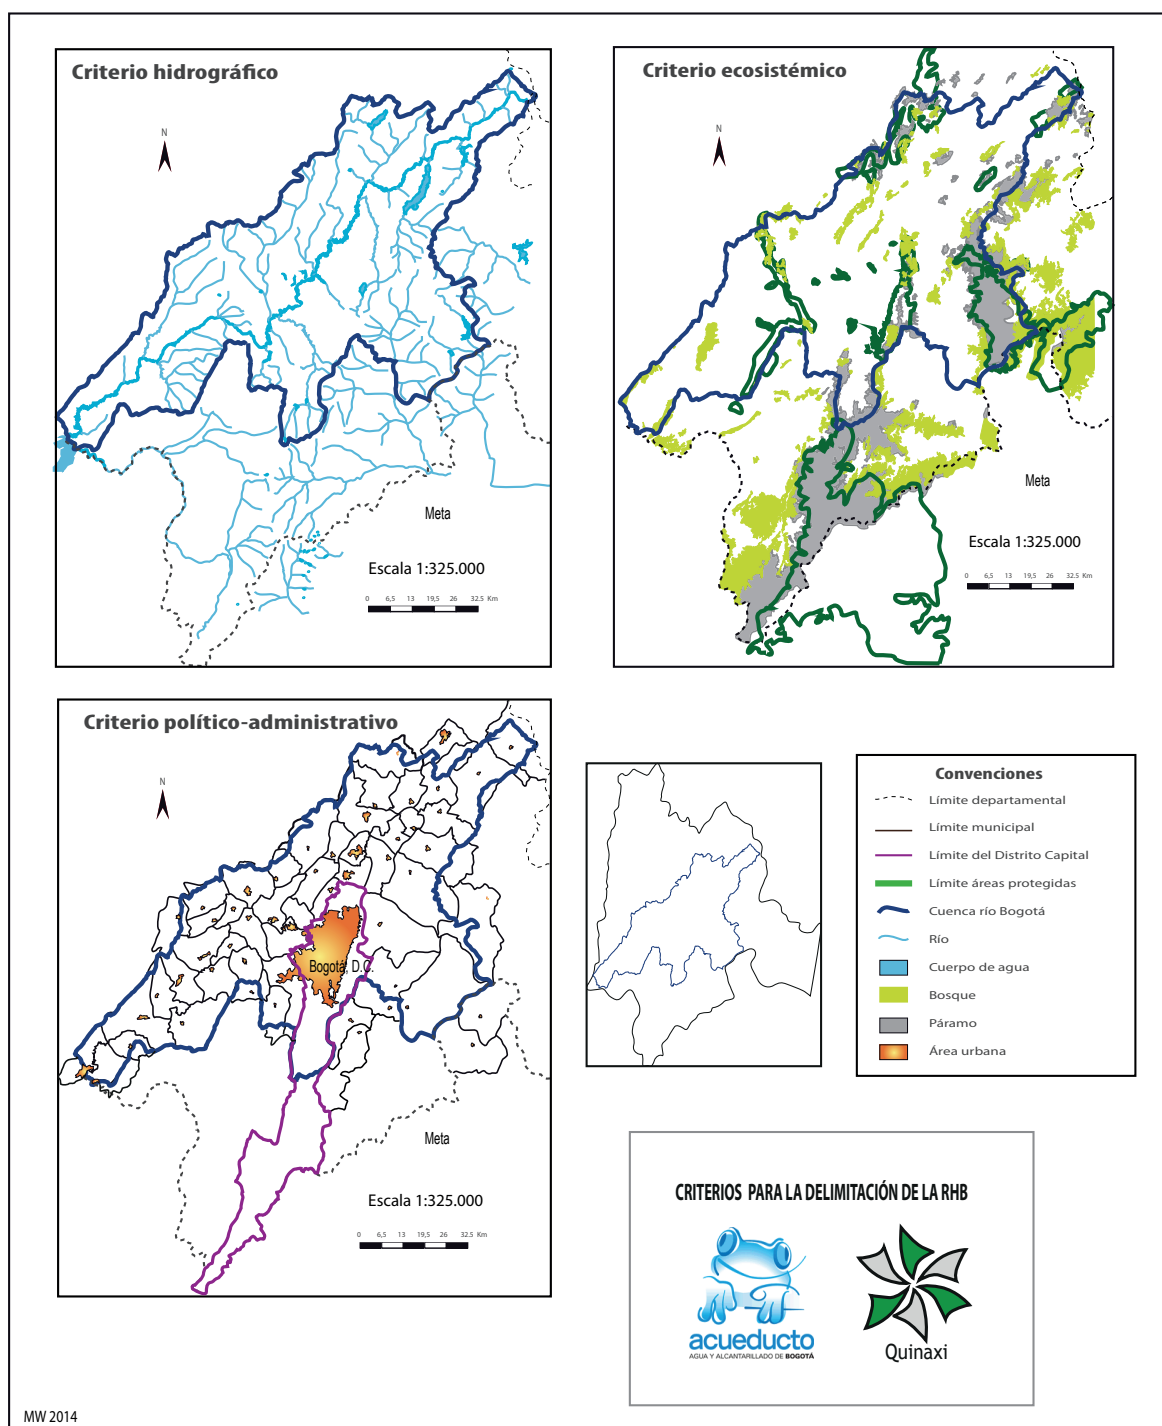 Criterio hidrográfico
N
Meta
Escala 1:325.000
0 6,5 13 19,5 26 32.5 Km
Criterio ecosistémico
N
Meta
Escala 1:325.000
0 6,5 13 19,5 26 32.5 Km
Criterio político-administrativo
N
Bogotá, D.C.
Meta
Escala 1:325.000
0 6,5 13 19,5 26 32.5 Km
Convenciones
Límite departamental
Límite municipal
Límite del Distrito Capital
Límite áreas protegidas
Cuenca río Bogotá
Río
Cuerpo de agua
Bosque
Páramo
Área urbana
CRITERIOS PARA LA DELIMITACIÓN DE LA RHB
acueducto
AGUA Y ALCANTARILLADO DE BOGOTÁ
Quinaxi
MW 2014